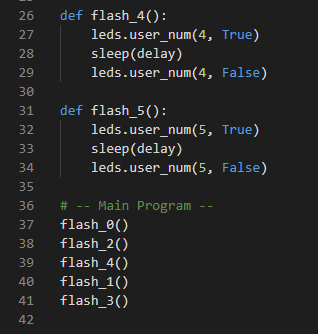 26 def flash_4():
27     leds.user_num(4, True)
28     sleep(delay)
29     leds.user_num(4, False)
30
31 def flash_5():
32     leds.user_num(5, True)
33     sleep(delay)
34     leds.user_num(5, False)
35
36 # -- Main Program --
37 flash_0()
38 flash_2()
39 flash_4()
40 flash_1()
41 flash_3()
42